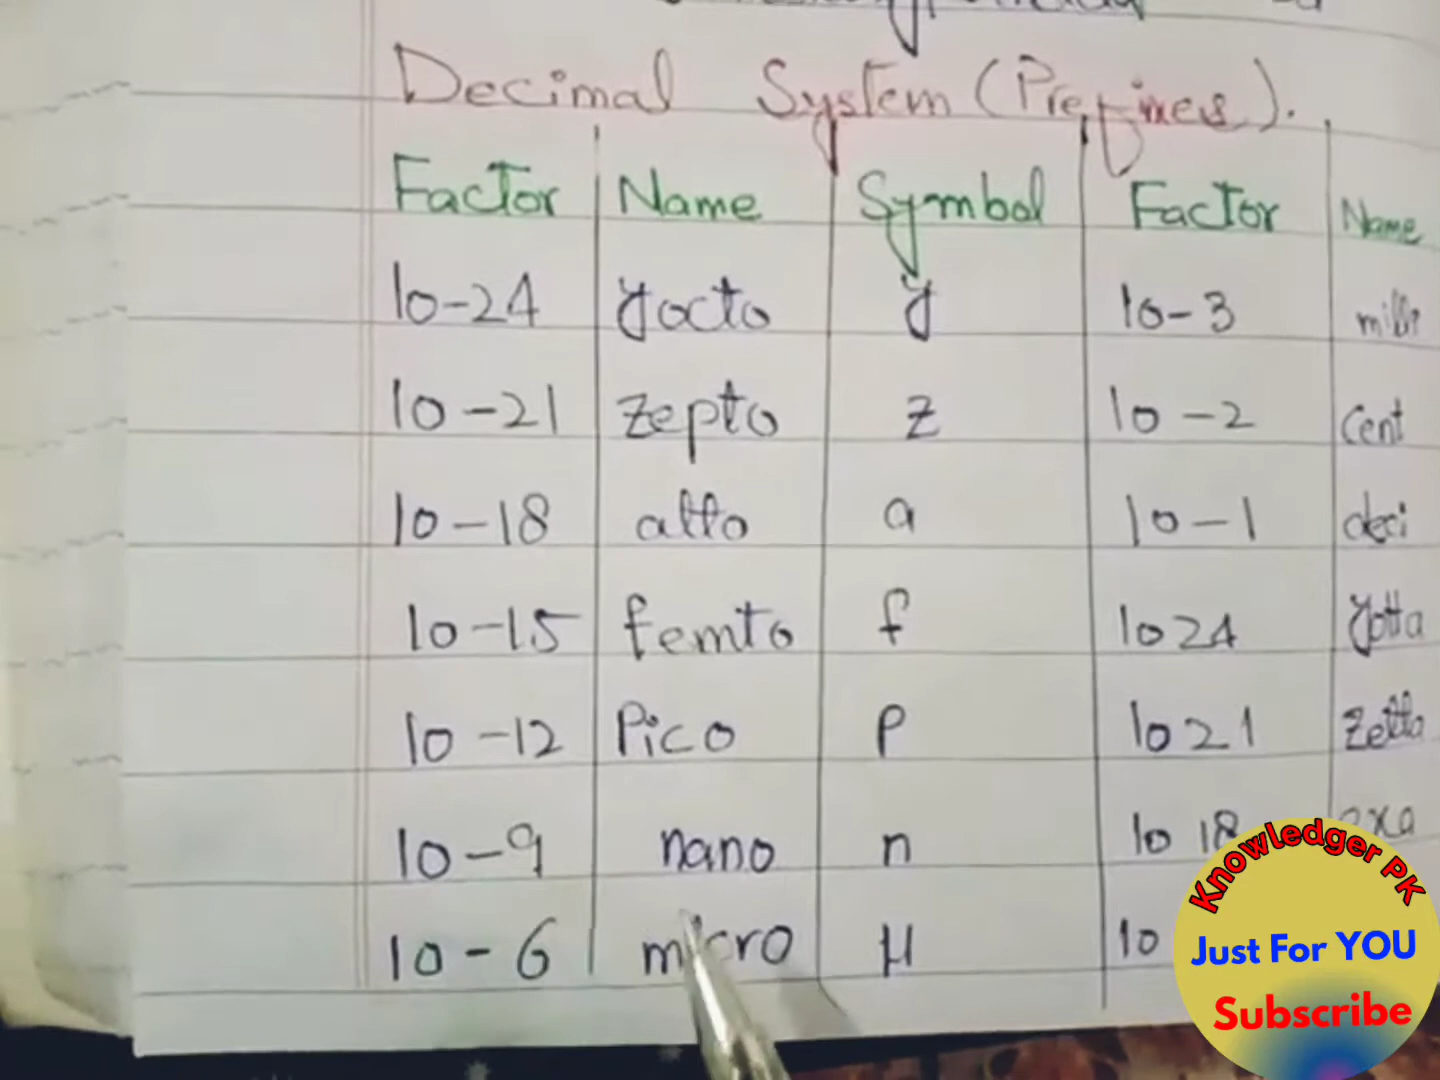 Decimal System (Prefixes).
Factor Name Symbol Factor Name
10-24 yocto y 10-3 milli
10-21 zepto z 10-2 Cent
10-18 atto a 10-1 deci
10-15 femto f 1024 yotta
10-12 Pico p 1021 Zetta
10-9 nano n 10 18 exa
10-6 micro µ 10
Knowledger PK
Just For YOU
Subscribe